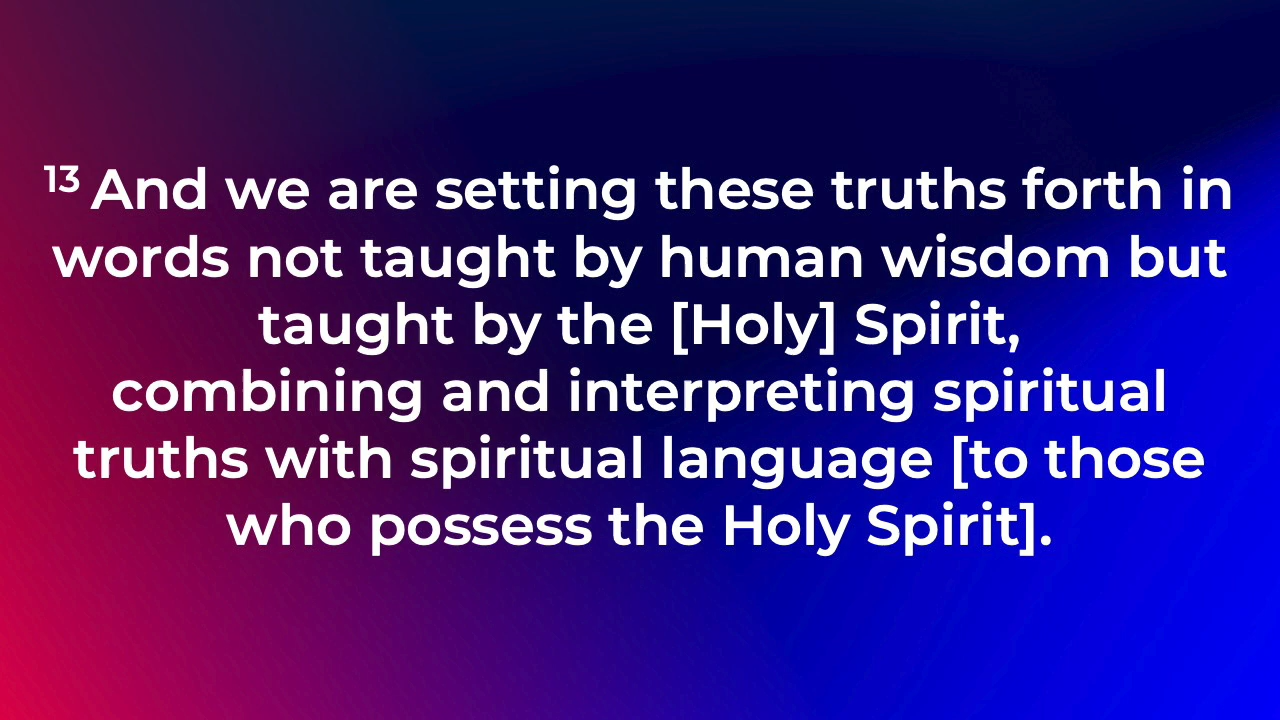 13 And we are setting these truths forth in
words not taught by human wisdom but
taught by the [Holy] Spirit,
combining and interpreting spiritual
truths with spiritual language [to those
who possess the Holy Spirit].